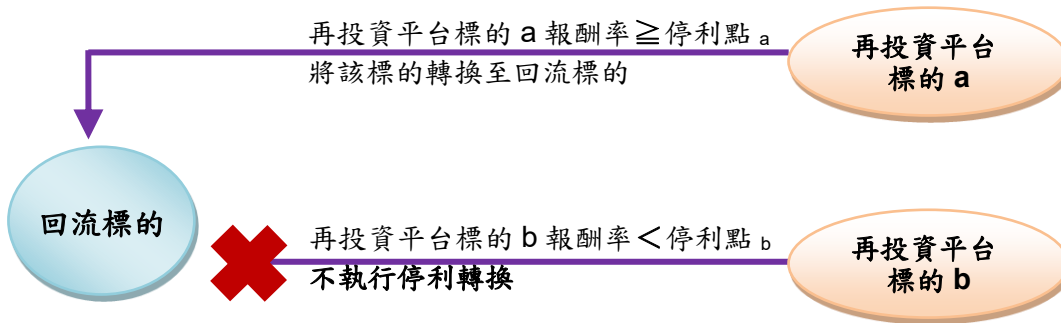 再投資平台標的 a 報酬率≧停利點 a
將該標的轉換至回流標的
再投資平台
標的 a
回流標的
再投資平台標的 b 報酬率＜停利點 b
不執行停利轉換
再投資平台
標的 b